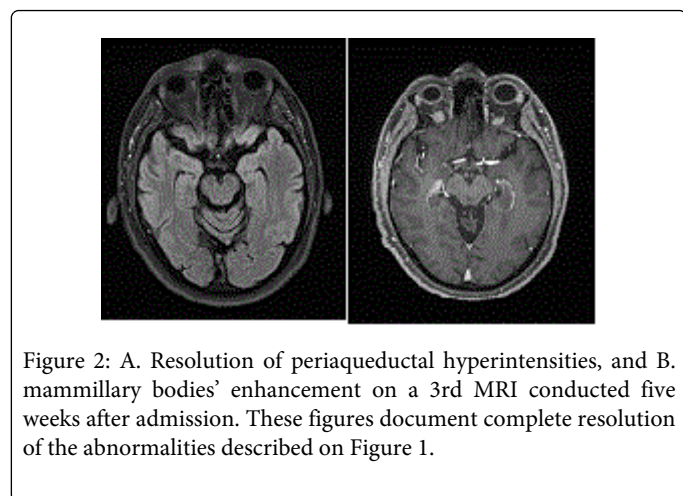 Figure 2: A. Resolution of periaqueductal hyperintensities, and B.
mammillary bodies’ enhancement on a 3rd MRI conducted five
weeks after admission. These figures document complete resolution
of the abnormalities described on Figure 1.